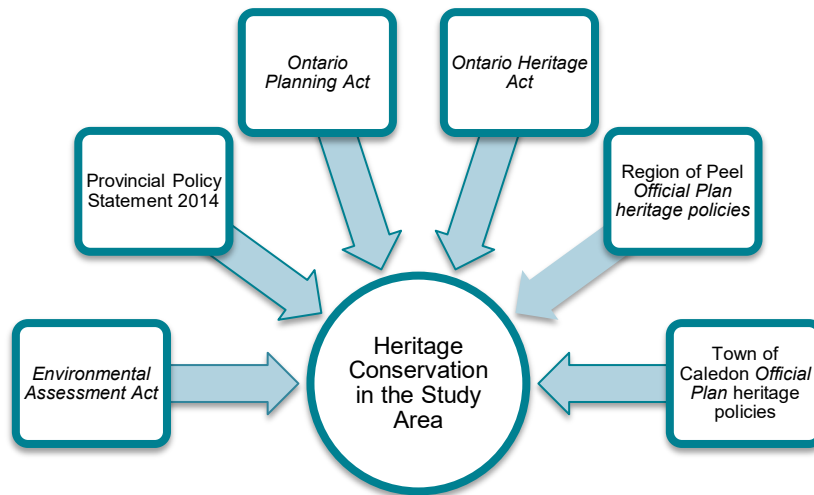 Ontario
Planning Act
Ontario Heritage
Act
Provincial Policy
Statement 2014
Region of Peel
Official Plan
heritage policies
Environmental
Assessment Act
Heritage
Conservation
in the Study
Area
Town of
Caledon Official
Plan heritage
policies